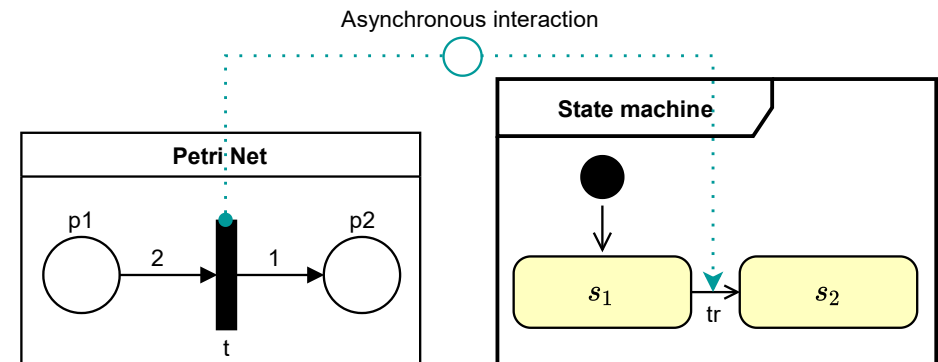 Asynchronous interaction
State machine
Petri Net
p1
p2
2
1
t
s₁
s₂
tr